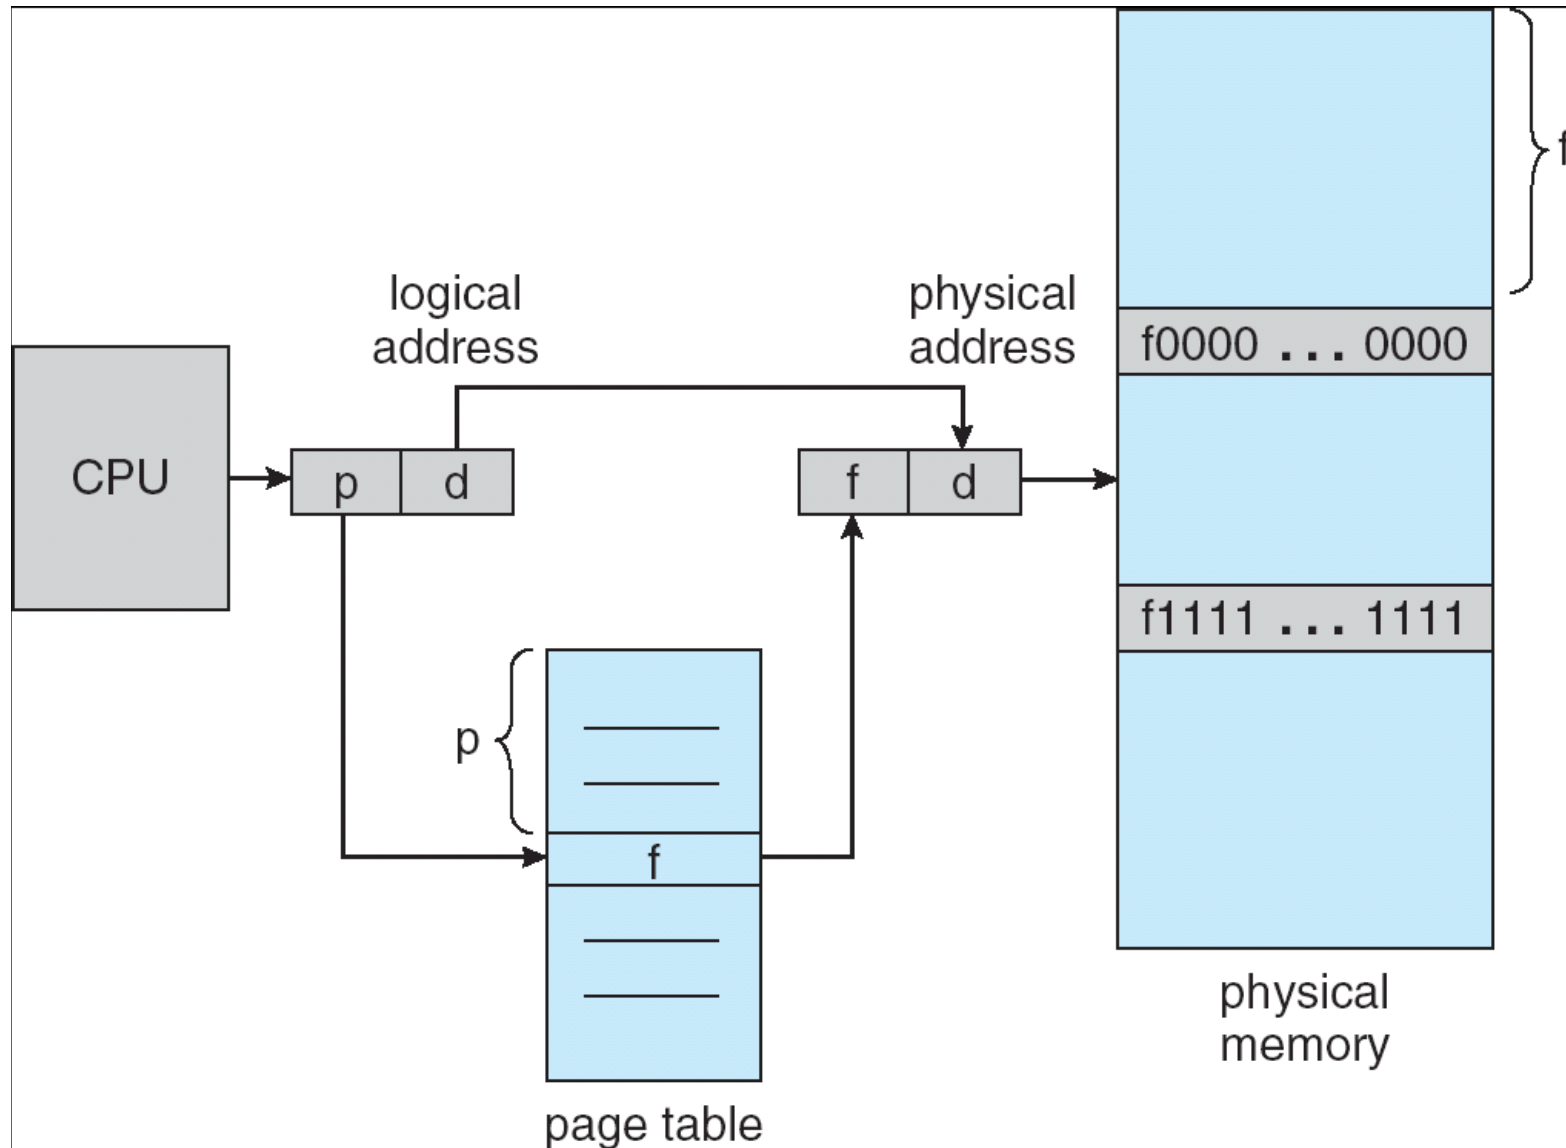 f
logical
address
physical
address
f0000 ... 0000
CPU
p
d
f
d
f1111 ... 1111
p
f
physical
memory
page table